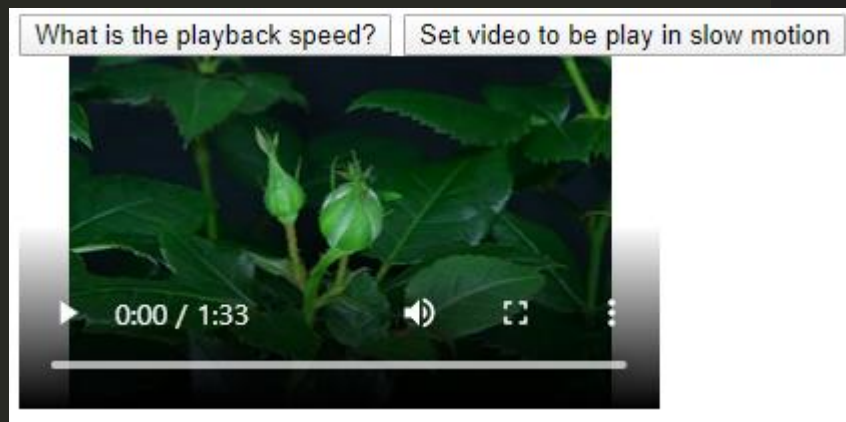 What is the playback speed? Set video to be play in slow motion
0:00 / 1:33